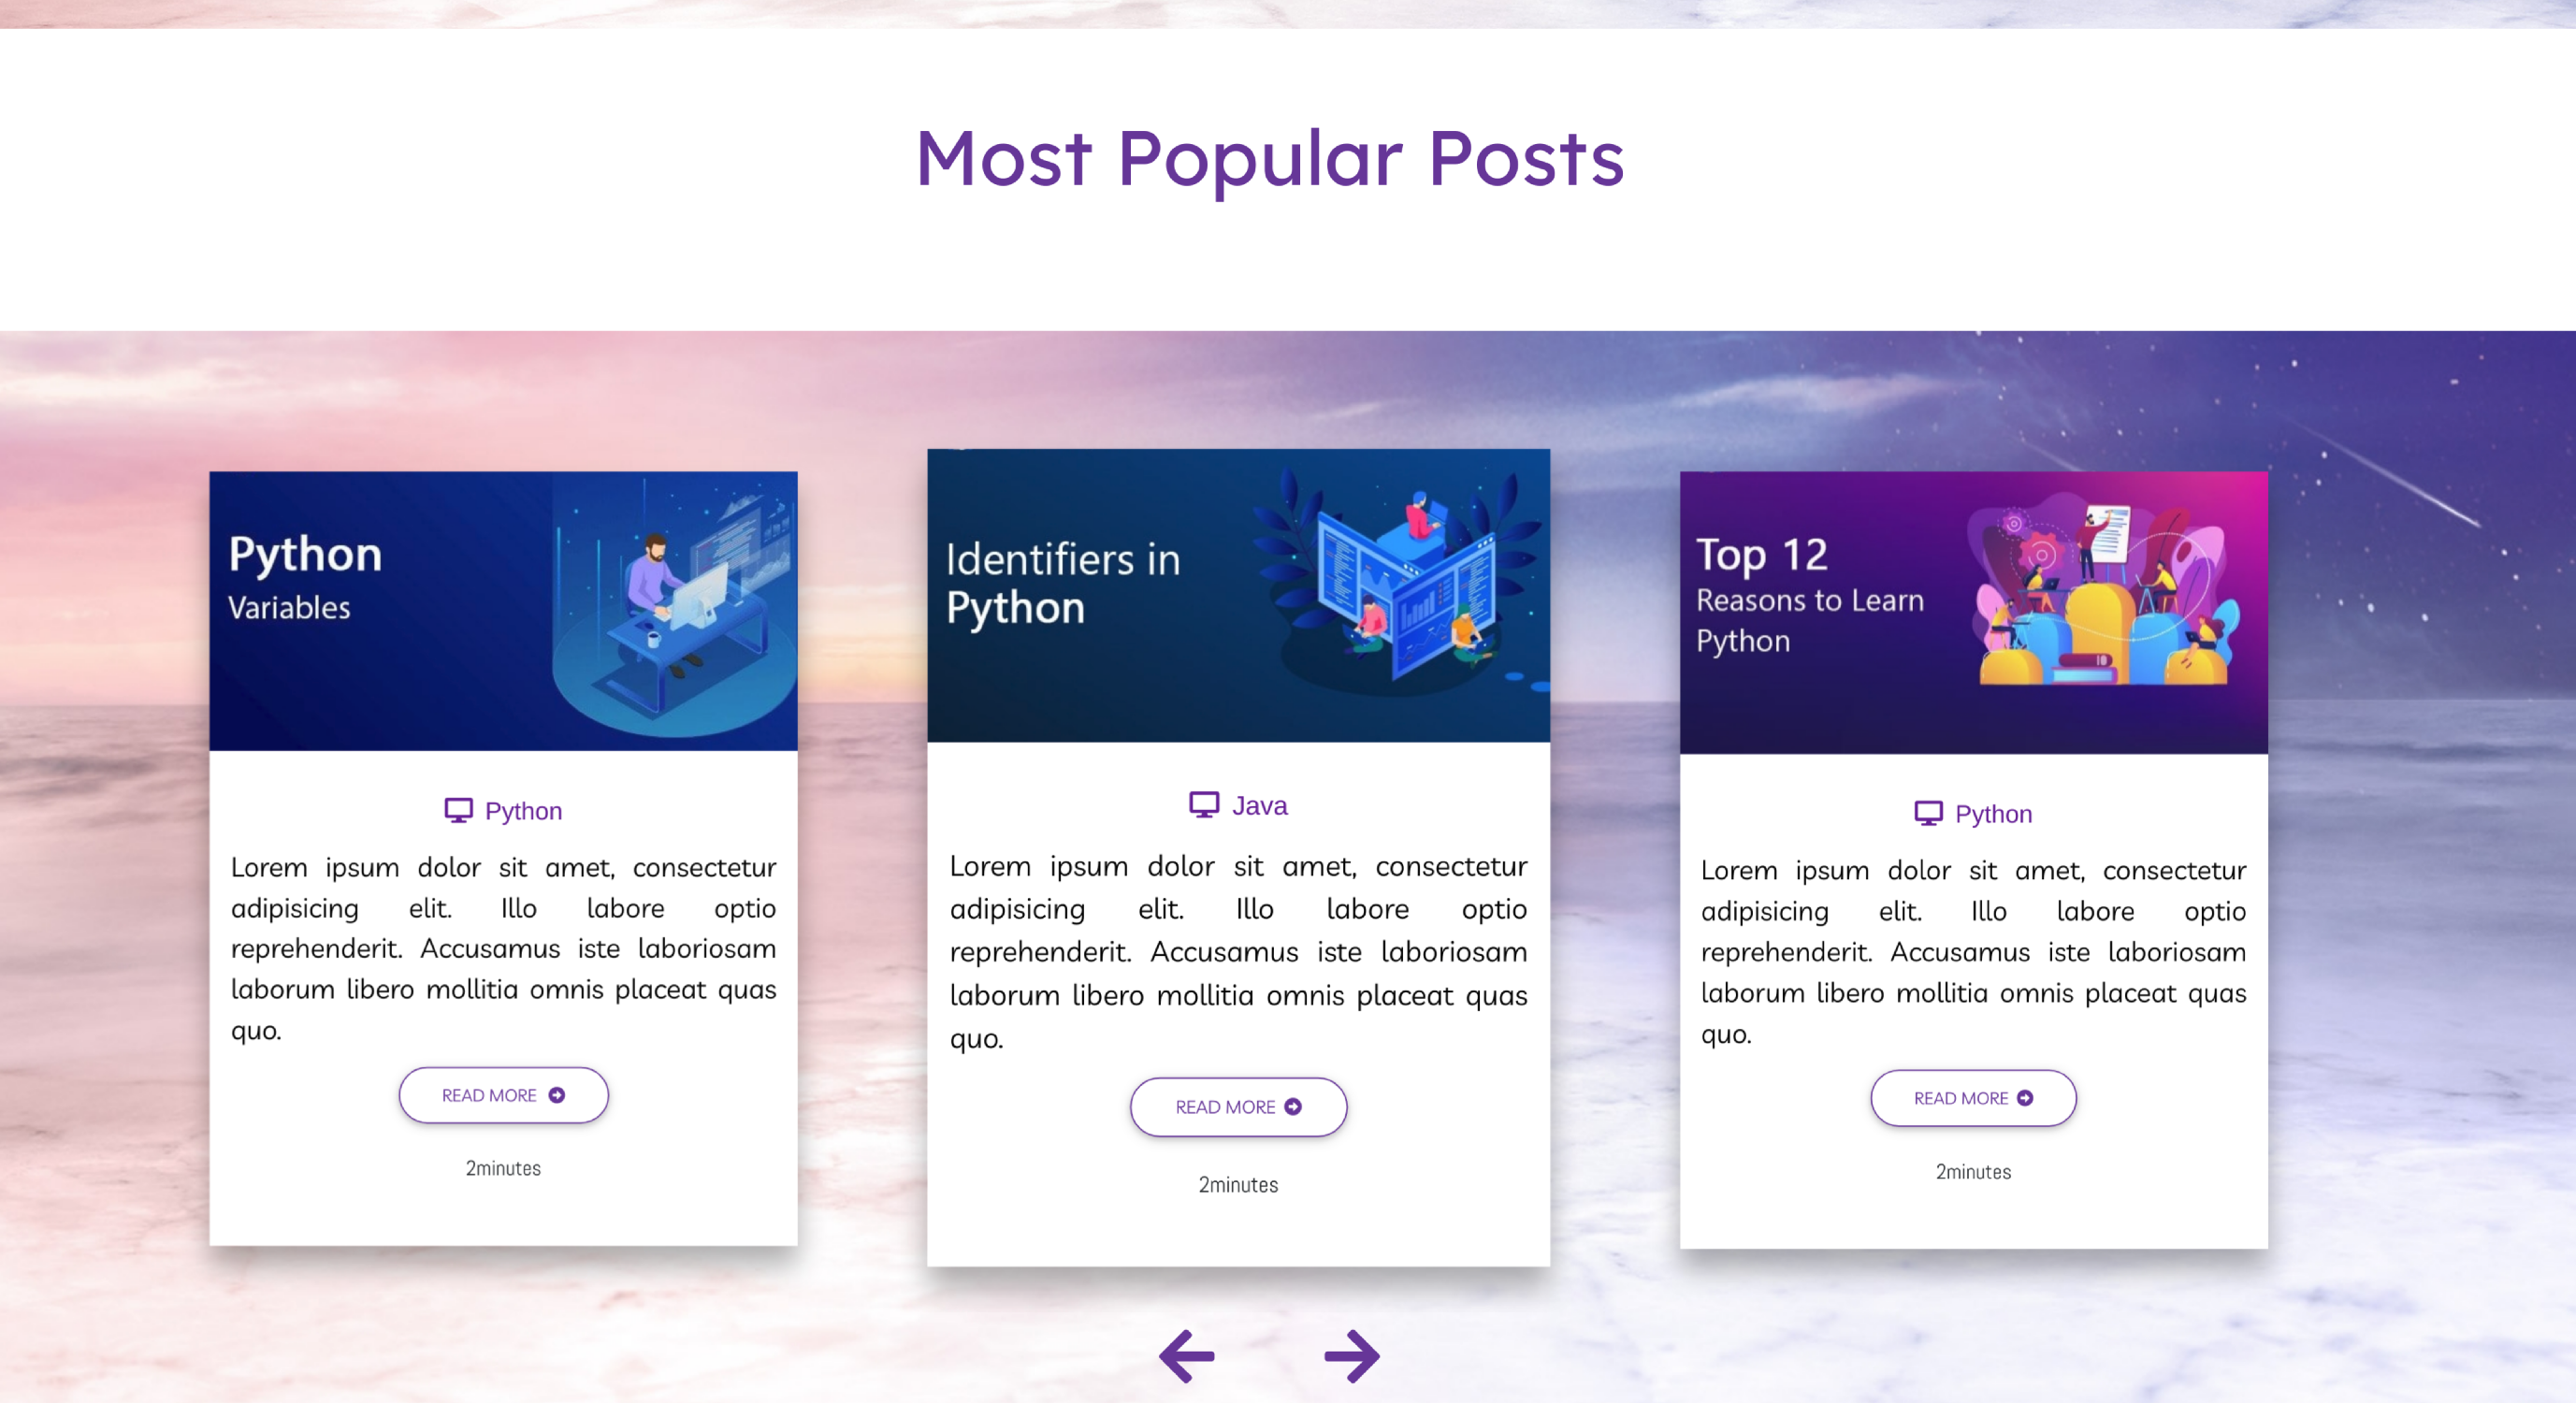 Most Popular Posts
Python
Variables
Python
Lorem ipsum dolor sit amet, consectetur
adipisicing elit. Illo labore optio
reprehenderit. Accusamus iste laboriosam
laborum libero mollitia omnis placeat quas
quo.
READ MORE
2minutes
Identifiers in
Python
Java
Lorem ipsum dolor sit amet, consectetur
adipisicing elit. Illo labore optio
reprehenderit. Accusamus iste laboriosam
laborum libero mollitia omnis placeat quas
quo.
READ MORE
2minutes
Top 12
Reasons to Learn
Python
Python
Lorem ipsum dolor sit amet, consectetur
adipisicing elit. Illo labore optio
reprehenderit. Accusamus iste laboriosam
laborum libero mollitia omnis placeat quas
quo.
READ MORE
2minutes